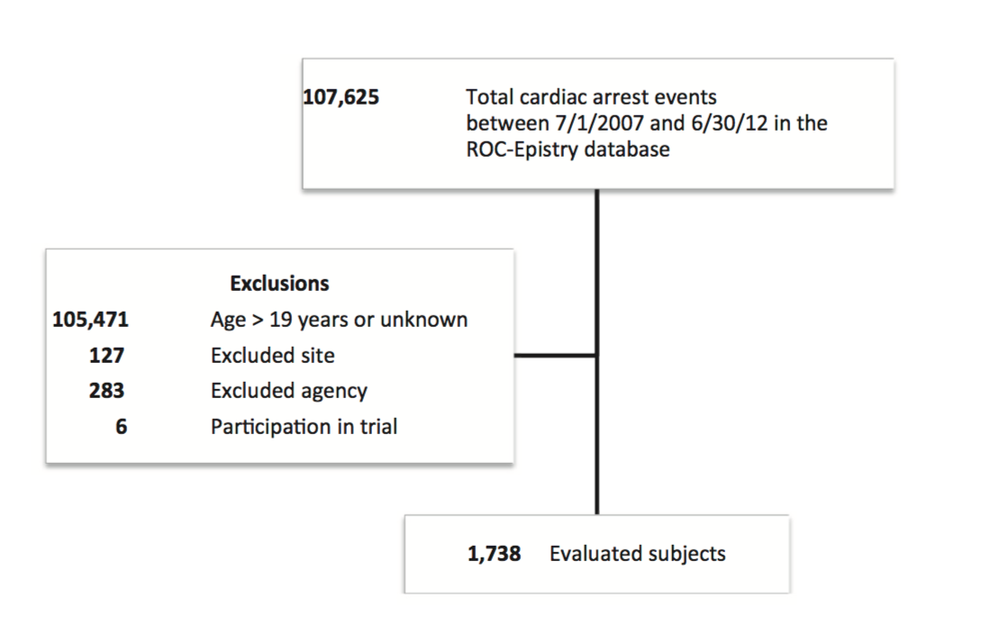 107,625 Total cardiac arrest events
between 7/1/2007 and 6/30/12 in the
ROC-Epistry database
Exclusions
105,471 Age > 19 years or unknown
127 Excluded site
283 Excluded agency
6 Participation in trial
1,738 Evaluated subjects